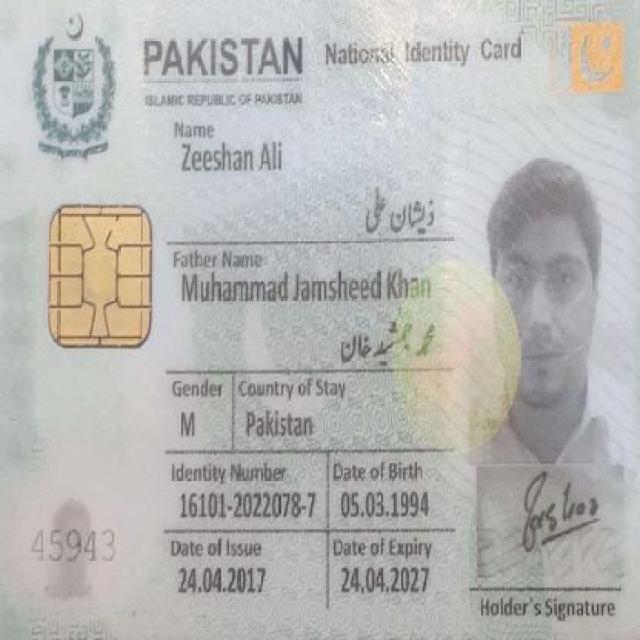 PAKISTAN National Identity Card
ISLAMIC REPUBLIC OF PAKISTAN
Name
Zeeshan Ali
ذیشان علی
Father Name
Muhammad Jamsheed Khan
محمد جمشید خان
Gender Country of Stay
M Pakistan
Identity Number Date of Birth
16101-2022078-7 05.03.1994
Date of Issue Date of Expiry
24.04.2017 24.04.2027
45943
Holder's Signature